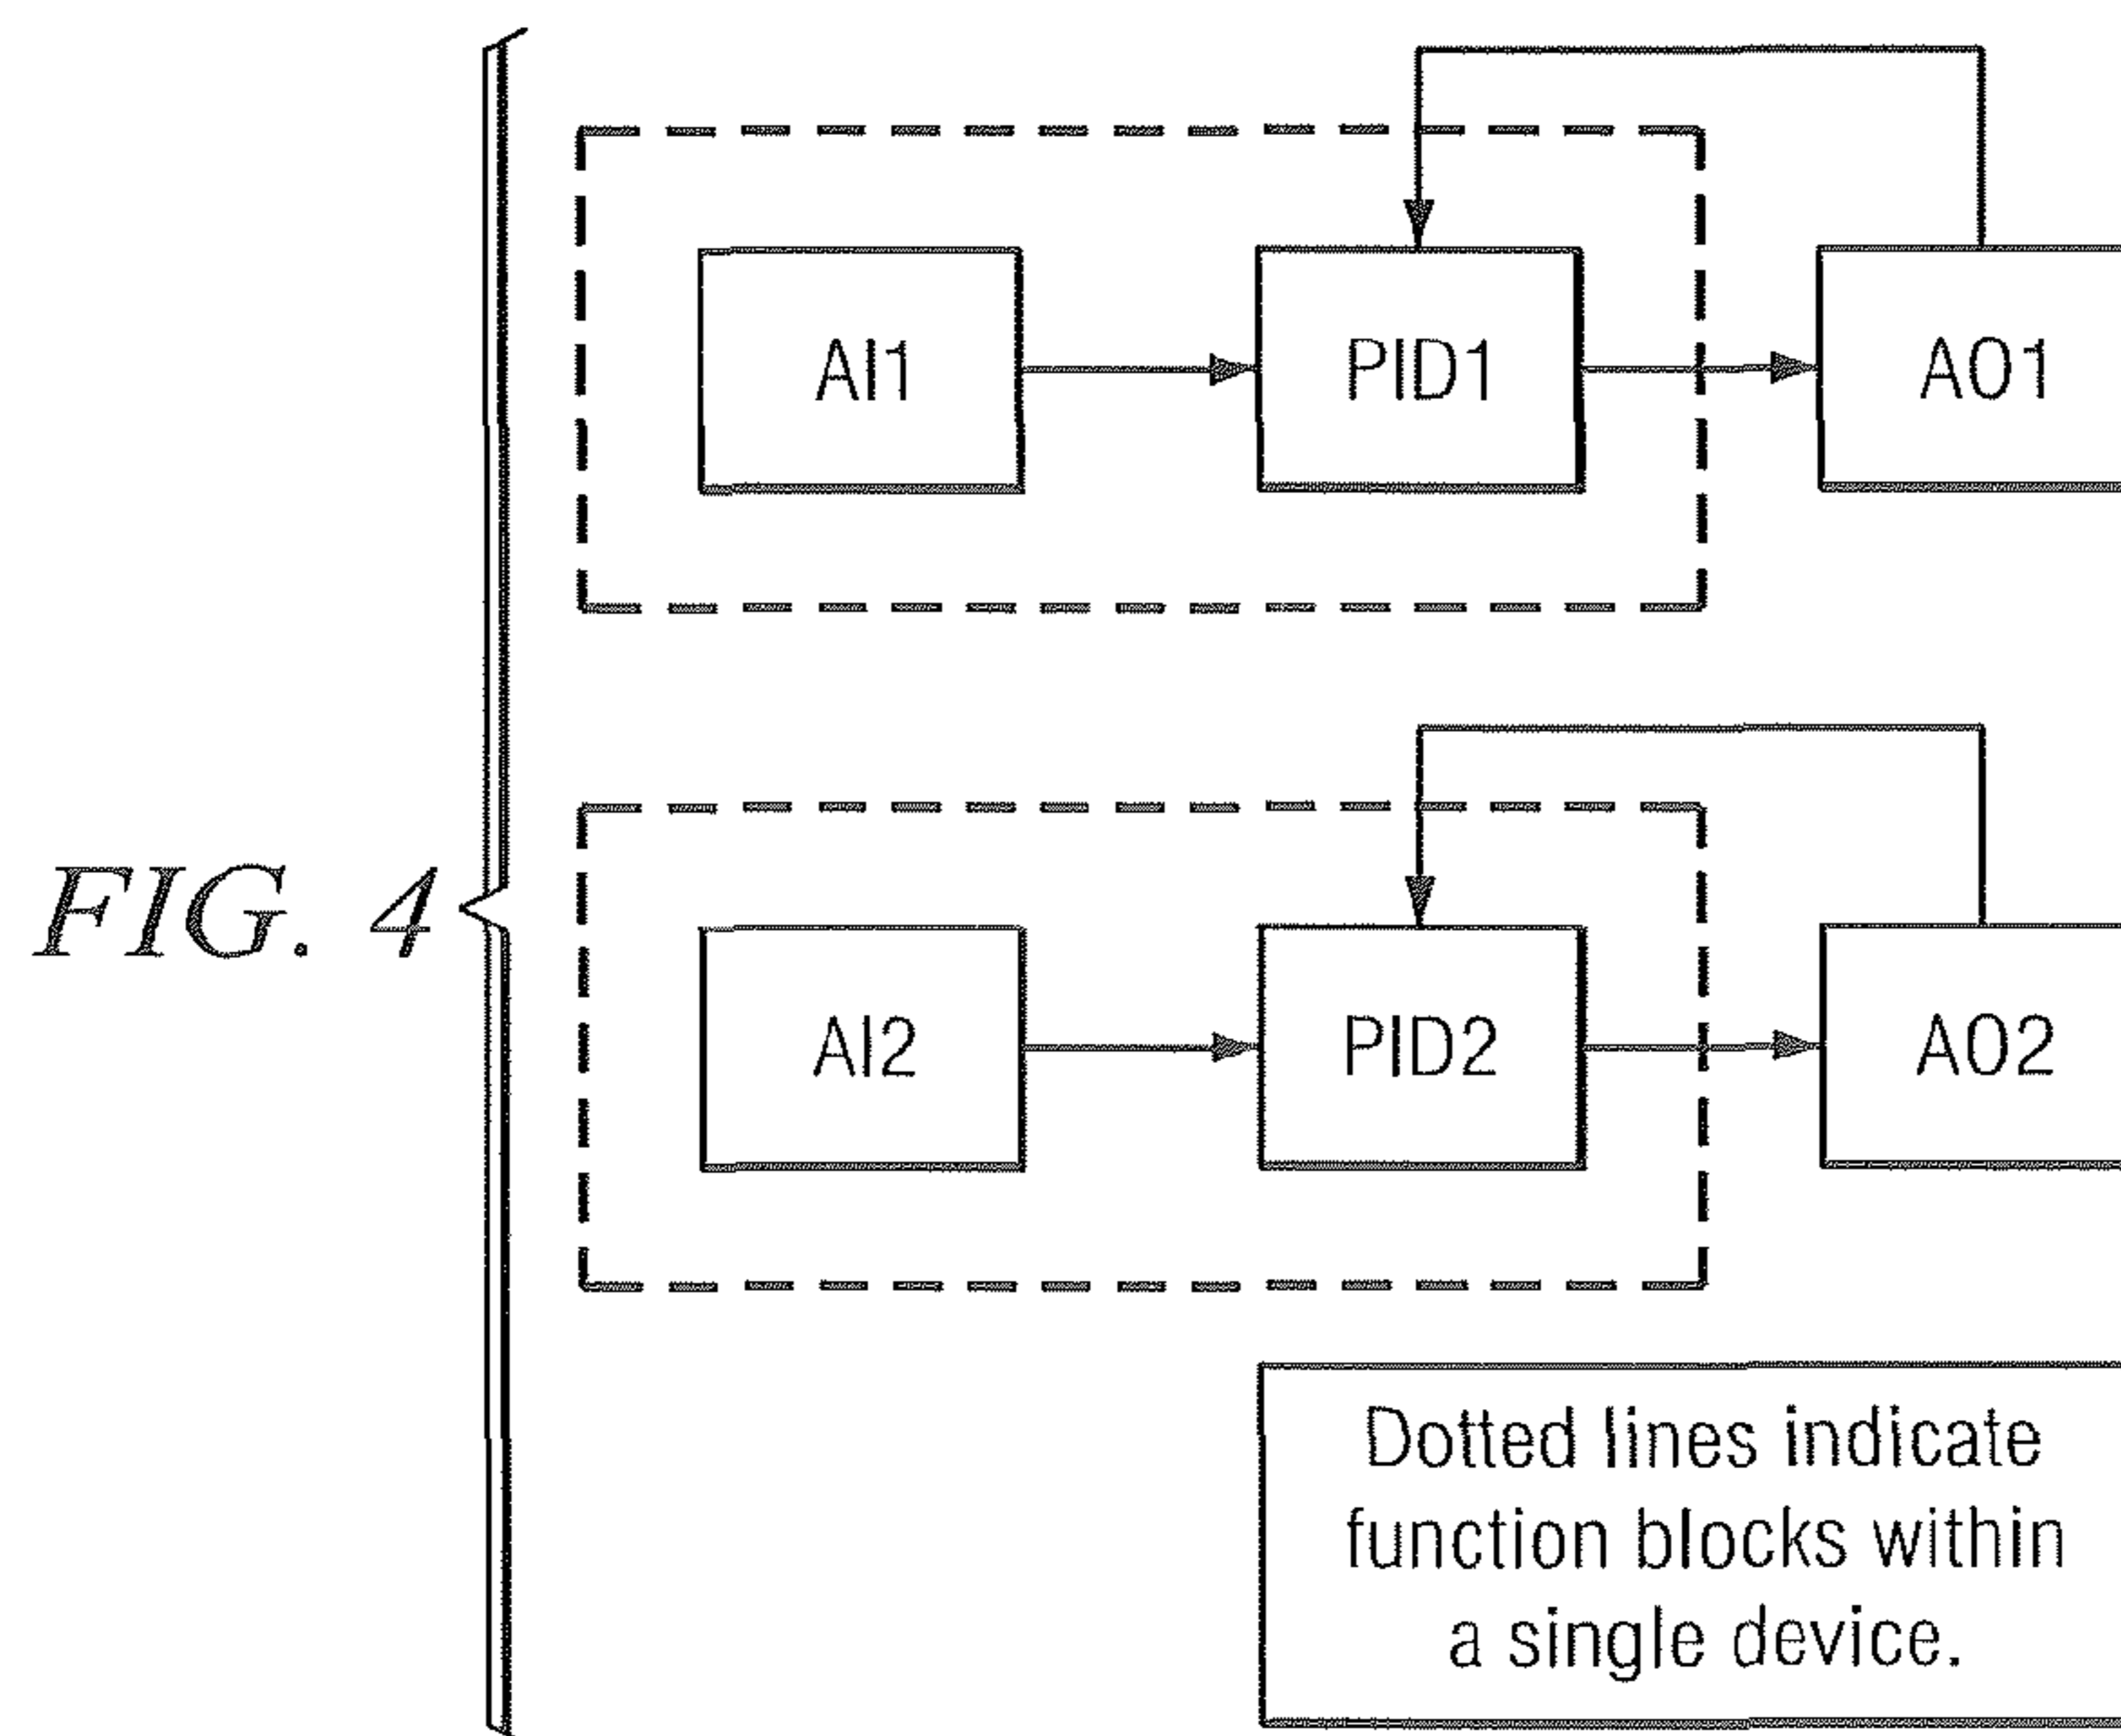 AI1
PID1
AO1
FIG. 4
AI2
PID2
AO2
Dotted lines indicate
function blocks within
a single device.